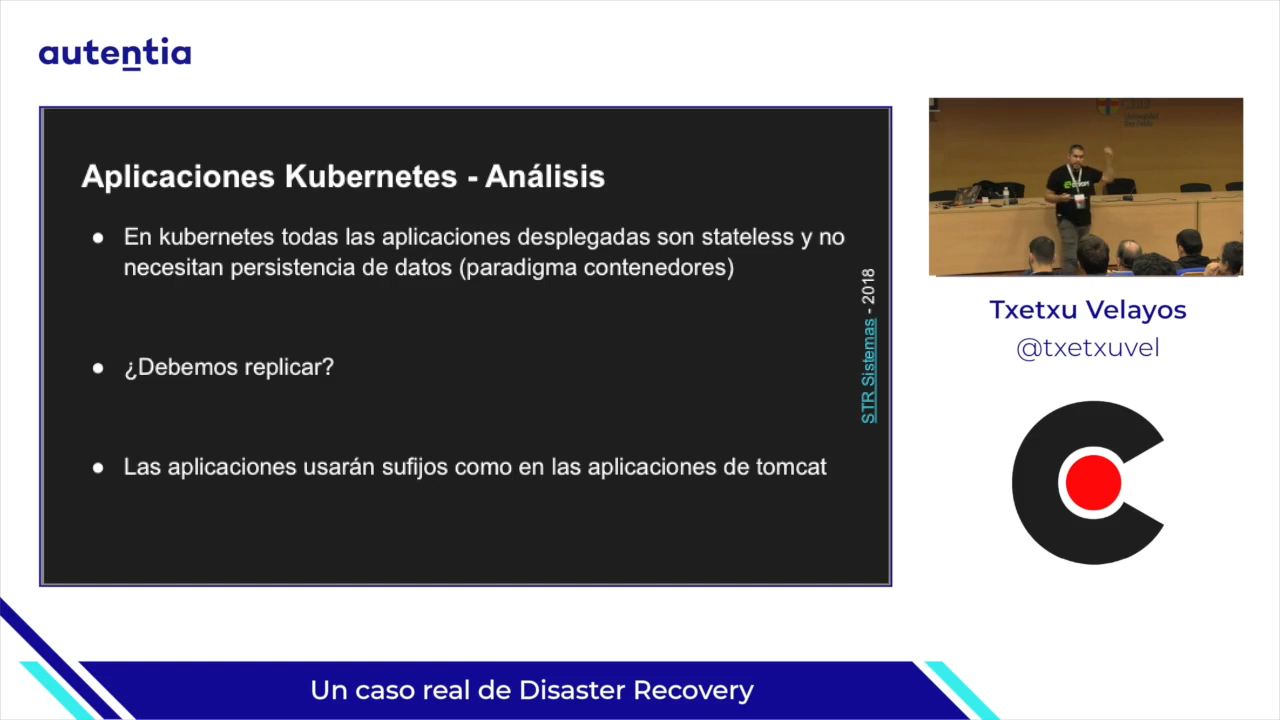 autentia
Aplicaciones Kubernetes - Análisis
● En kubernetes todas las aplicaciones desplegadas son stateless y no
necesitan persistencia de datos (paradigma contenedores)
● ¿Debemos replicar?
● Las aplicaciones usarán sufijos como en las aplicaciones de tomcat
STR Sistemas - 2018
Txetxu Velayos
@txetxuvel
Un caso real de Disaster Recovery